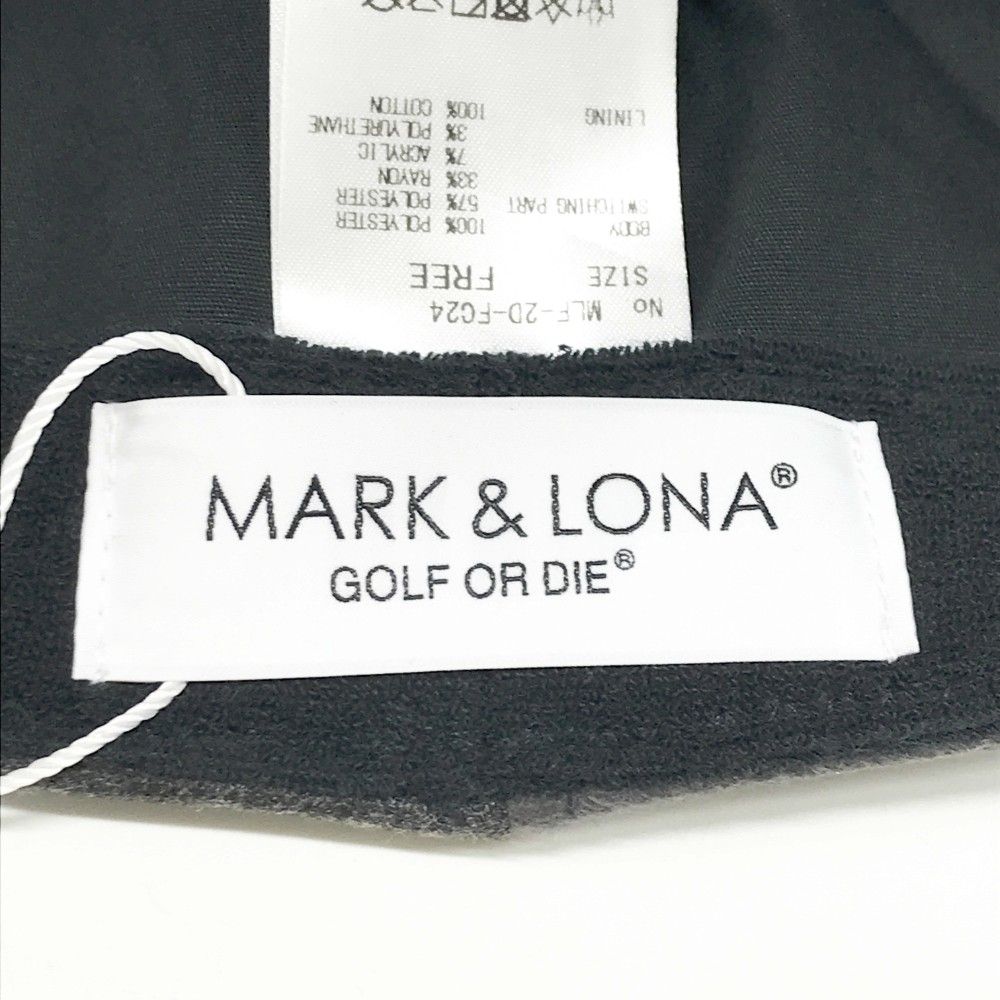 MARK & LONA®
GOLF OR DIE®
No MLF-2D-FG24
SIZE FREE
BODY 100% POLYESTER
SWITCHING PART 57% POLYESTER
33% RAYON
7% ACRYLIC
3% POLYURETHANE
LINING 100% COTTON